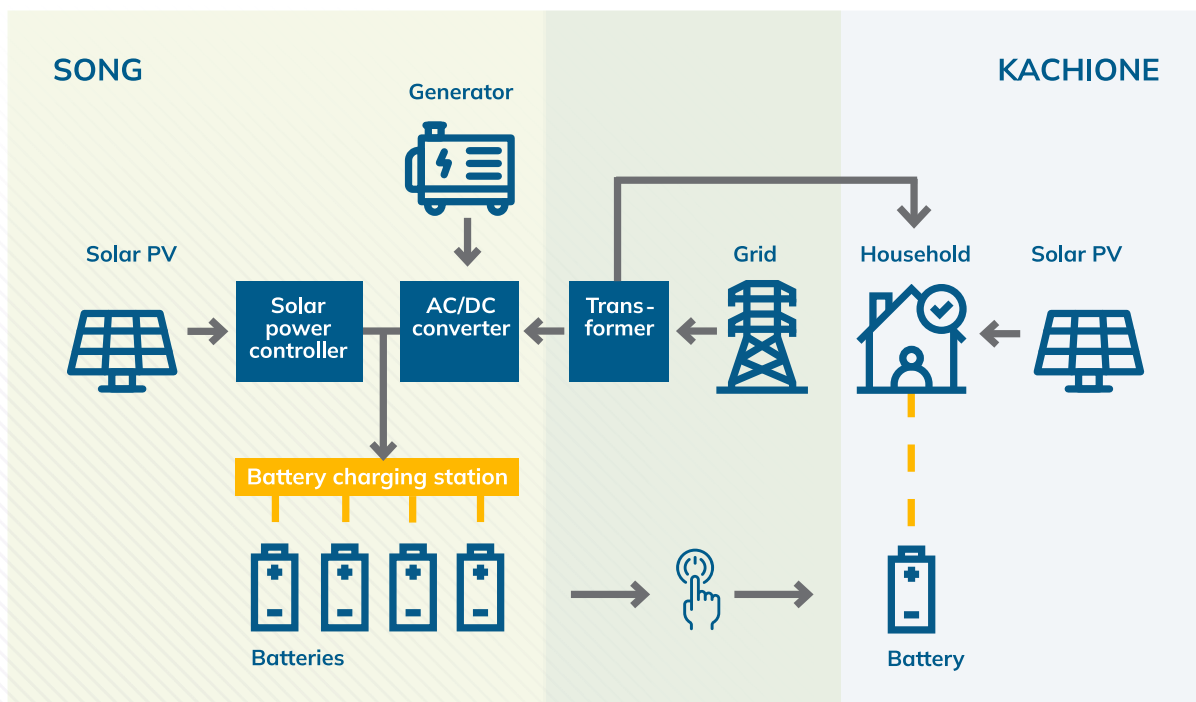 SONG
KACHIONE
Generator
Solar PV
Grid
Household
Solar PV
Solar
power
controller
AC/DC
converter
Trans-
former
Battery charging station
Batteries
Battery